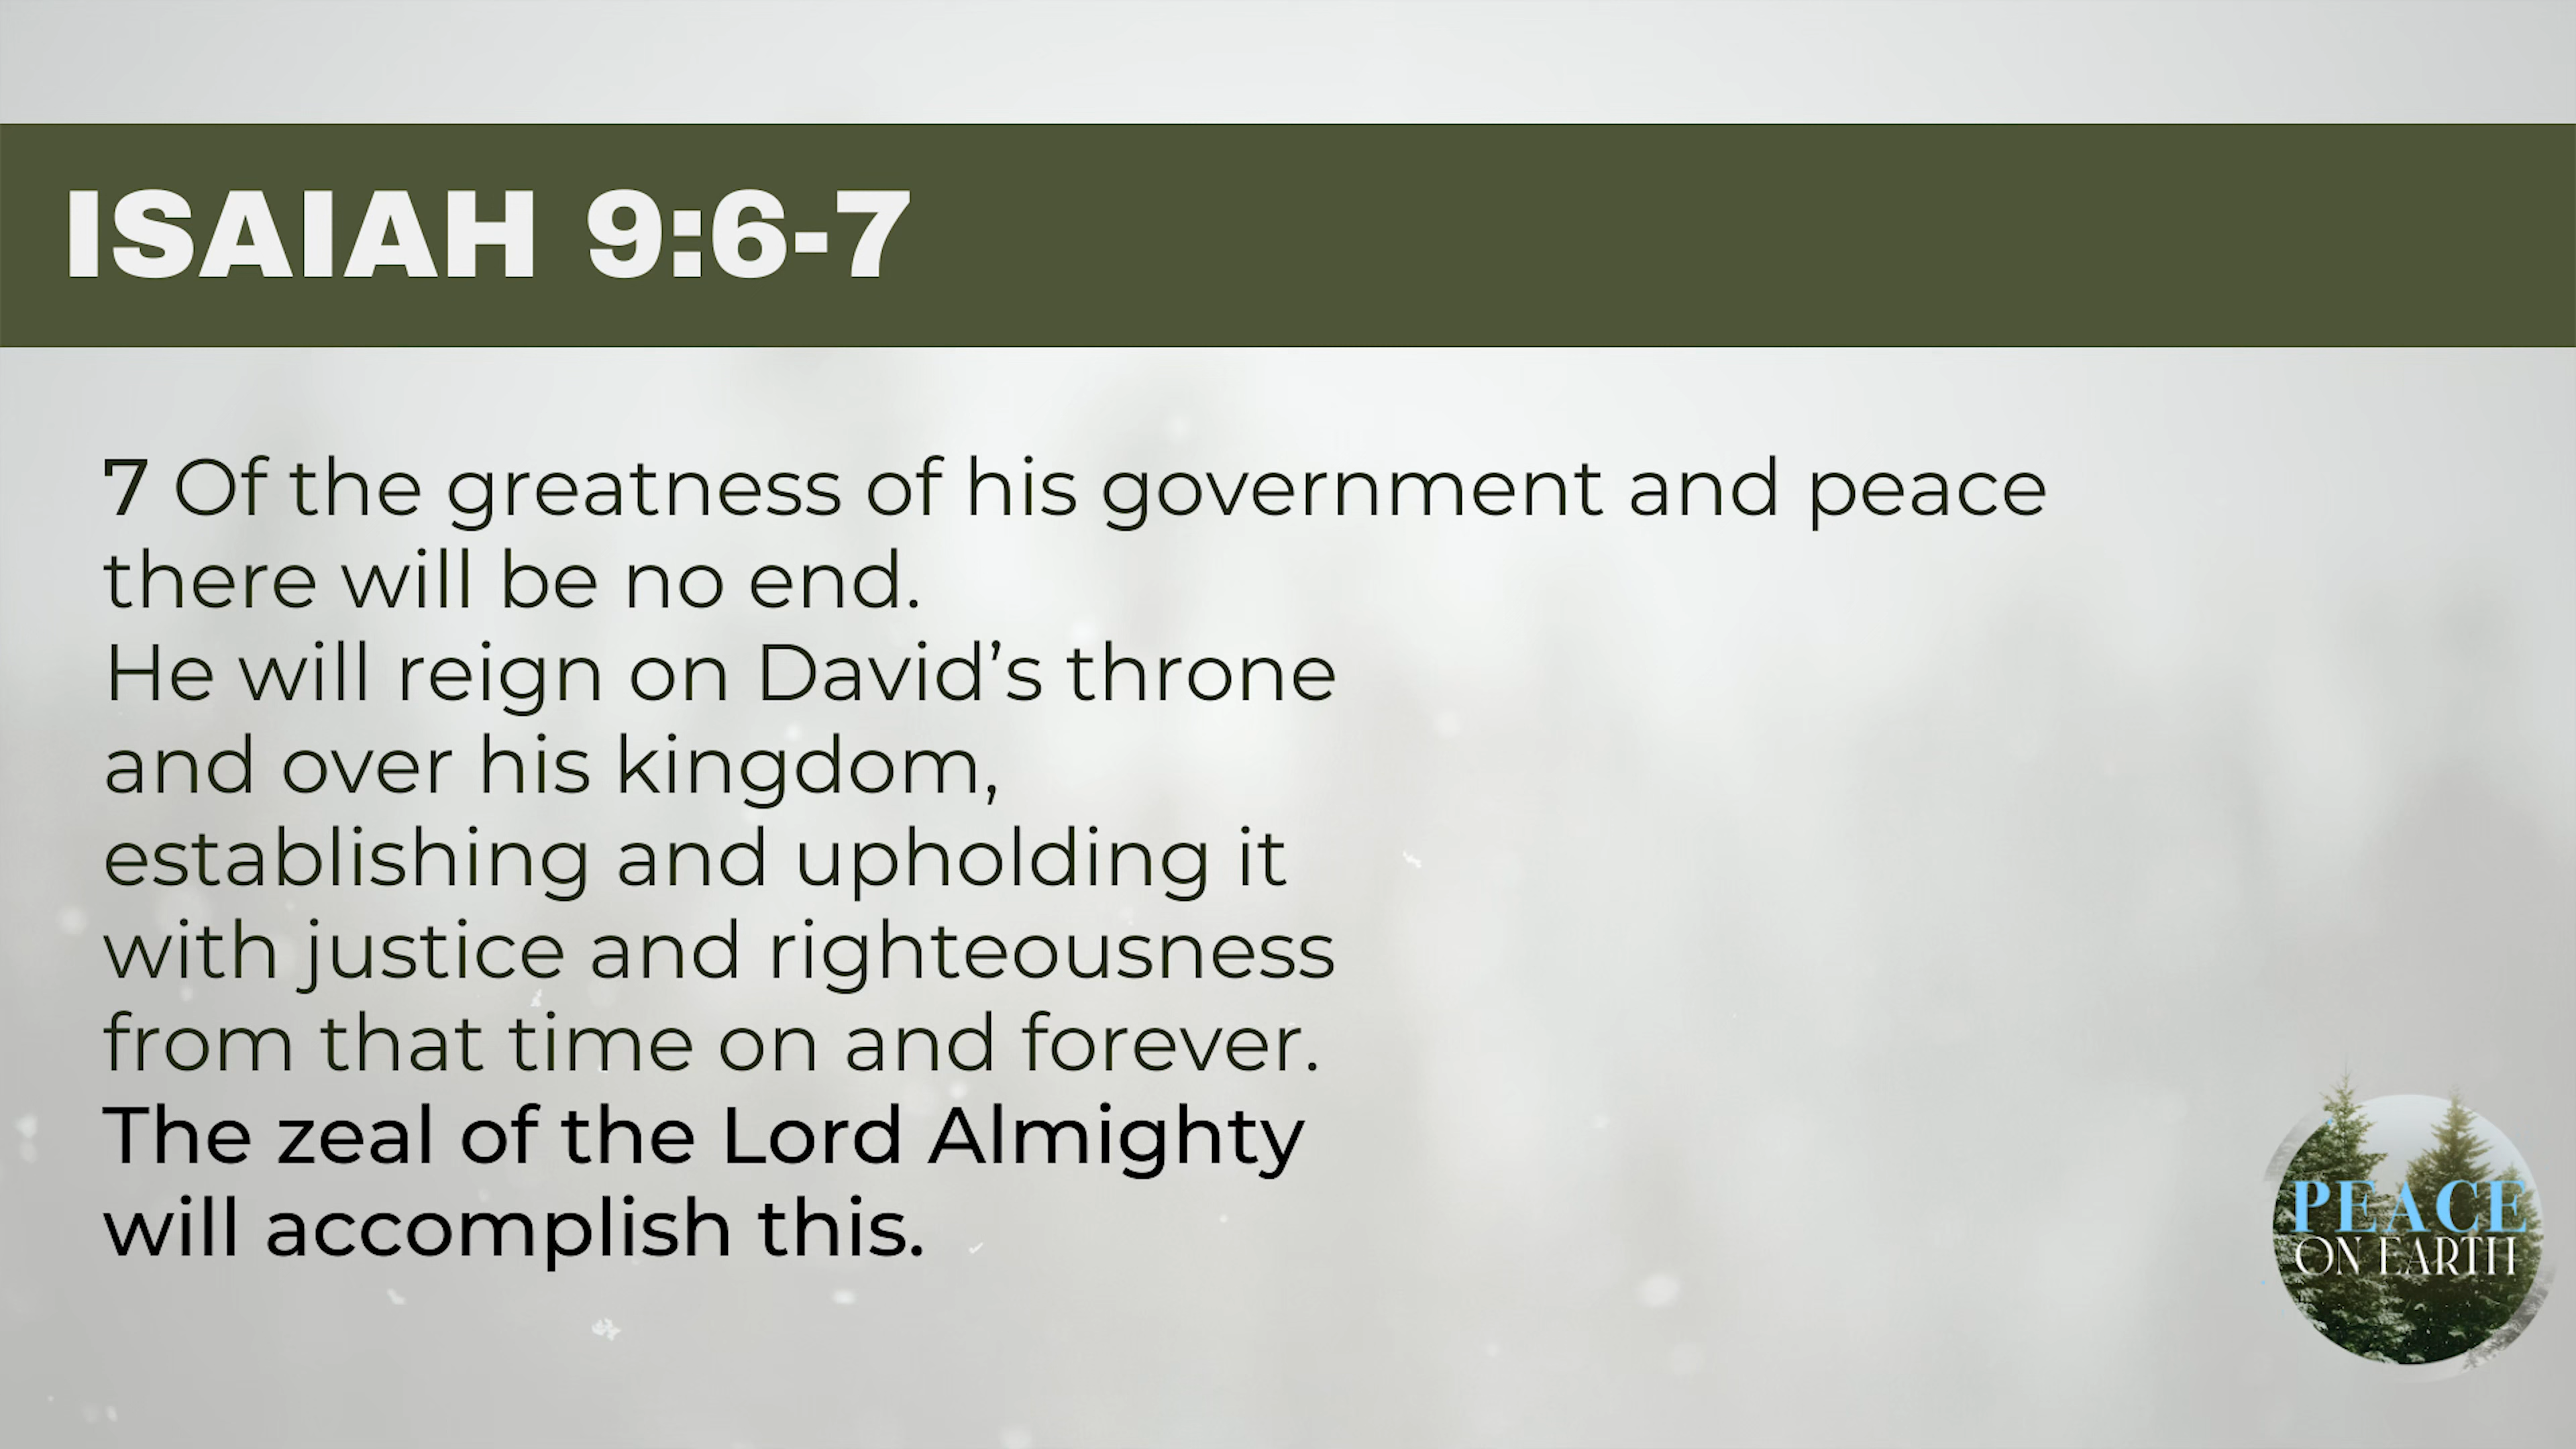 ISAIAH 9:6-7
7 Of the greatness of his government and peace
there will be no end.
He will reign on David’s throne
and over his kingdom,
establishing and upholding it
with justice and righteousness
from that time on and forever.
The zeal of the Lord Almighty
will accomplish this.
PEACE
ON EARTH